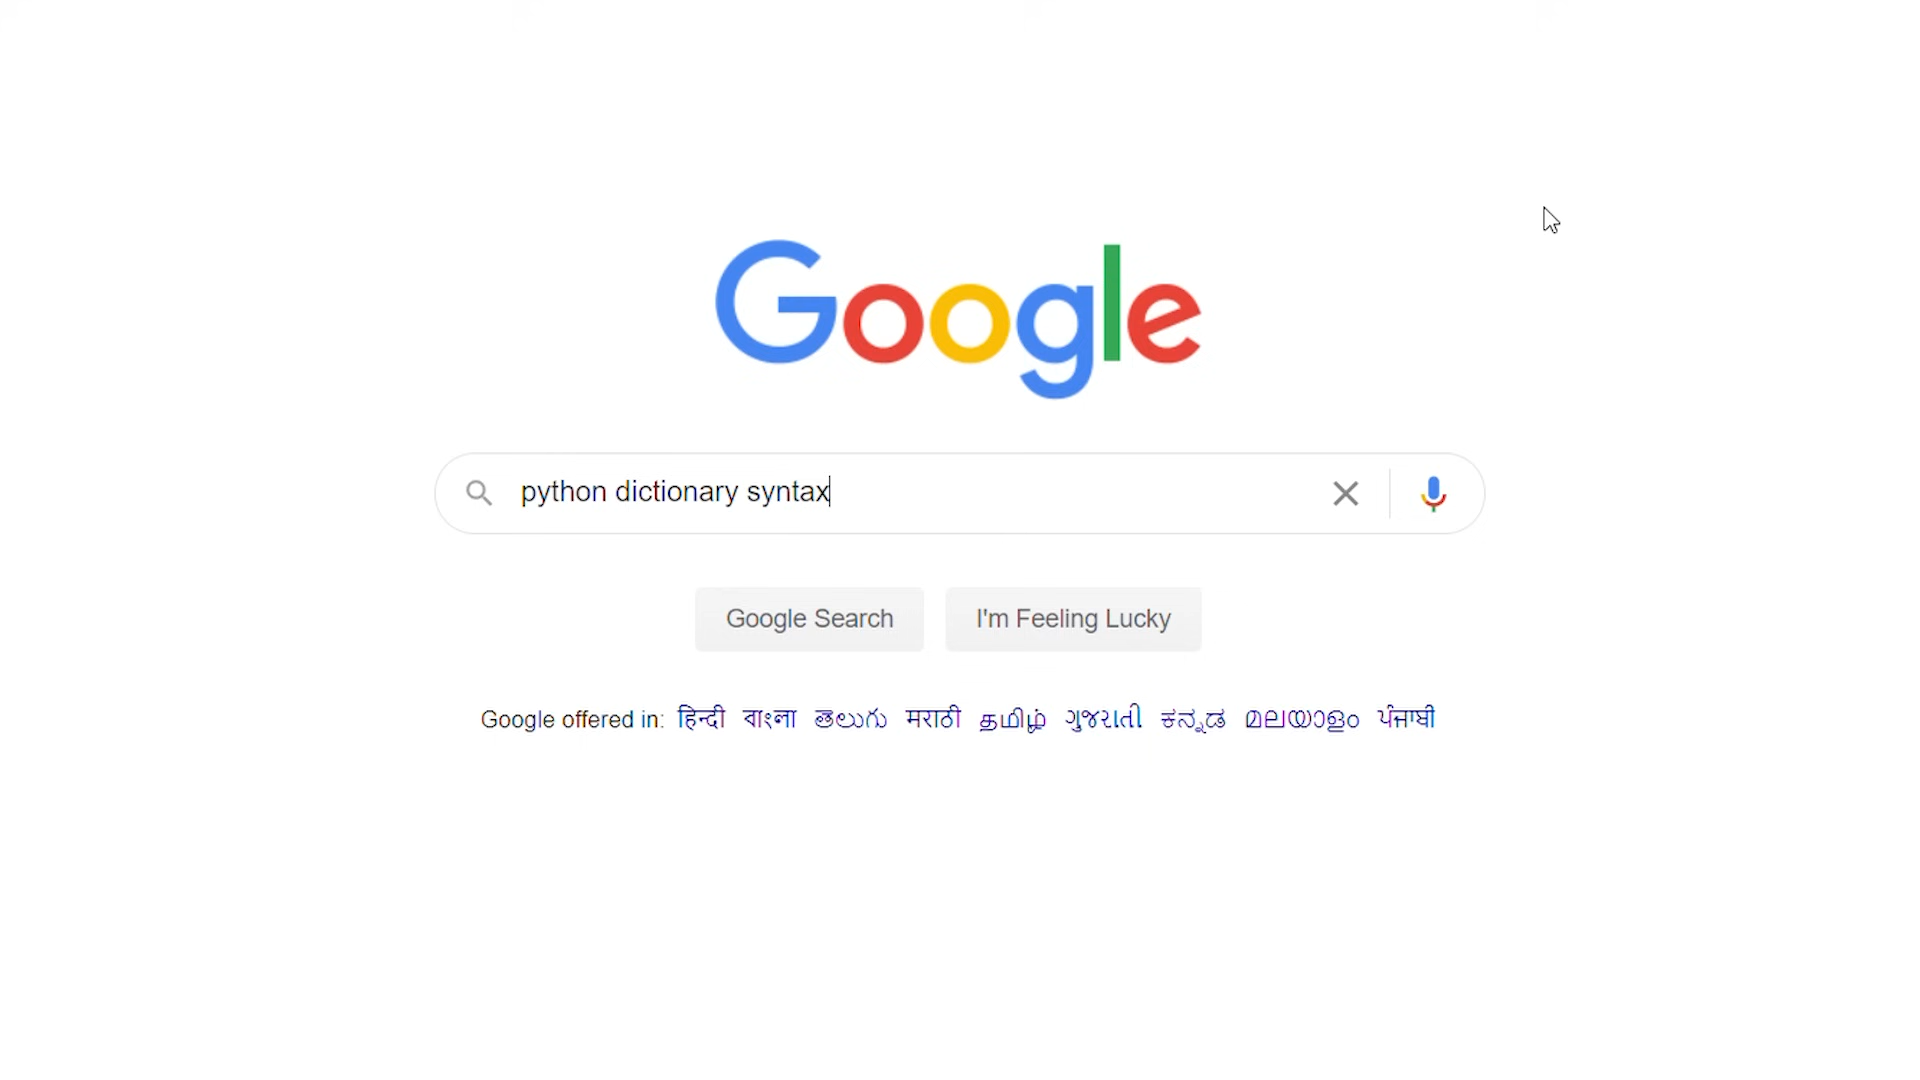 Google
python dictionary syntax
Google Search I'm Feeling Lucky
Google offered in: हिन्दी বাংলা తెలుగు मराठी தமிழ் ગુજરાતી ಕನ್ನಡ മലയാളം ਪੰਜਾਬੀ